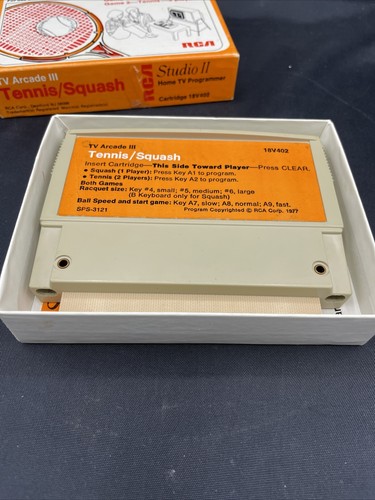 RCA
TV Arcade III
Tennis/Squash
RCA
Studio II
Home TV Programmer
Cartridge 18V402
TV Arcade III
18V402
Tennis/Squash
Insert Cartridge—This Side Toward Player—Press CLEAR.
• Squash (1 Player): Press Key A1 to program.
• Tennis (2 Players): Press Key A2 to program.
Both Games
Racquet size: Key #4, small; #5, medium; #6, large
(B Keyboard only for Squash)
Ball Speed and start game: Key A7, slow; A8, normal; A9, fast.
SPS-3121
Program Copyrighted © RCA Corp. 1977